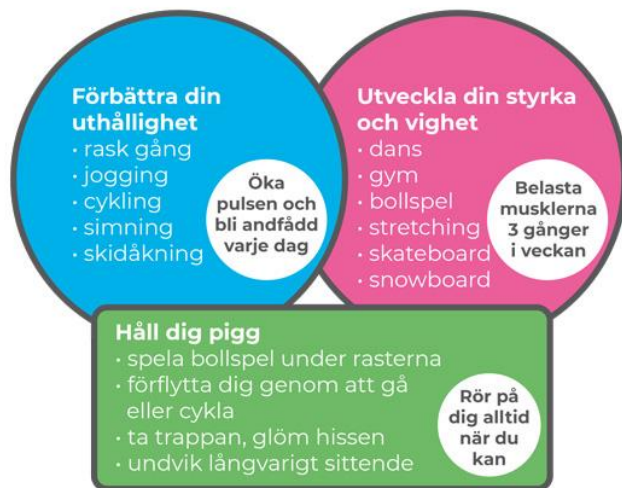 Förbättra din
uthållighet
· rask gång
· jogging
· cykling
· simning
· skidåkning
Öka
pulsen och
bli andfådd
varje dag
Utveckla din styrka
och vighet
· dans
· gym
· bollspel
· stretching
· skateboard
· snowboard
Belasta
musklerna
3 gånger
i veckan
Håll dig pigg
· spela bollspel under rasterna
· förflytta dig genom att gå
eller cykla
· ta trappan, glöm hissen
· undvik långvarigt sittende
Rör på
dig alltid
när du
kan